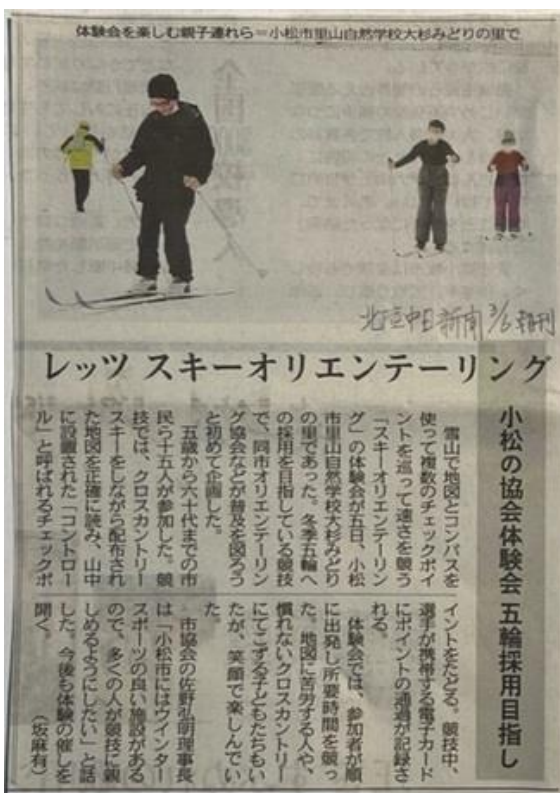 体験会を楽しむ親子連れら＝小松市里山自然学校大杉みどりの里で
北陸中日新聞 3/6 朝刊
レッツ スキーオリエンテーリング
小松の協会体験会 五輪採用目指し
雪山で地図とコンパスを
使って複数のチェックポイ
ントを巡って速さを競う
「スキーオリエンテーリン
グ」の体験会が五日、小松
市里山自然学校大杉みどり
の里であった。冬季五輪へ
の採用を目指している競技
で、同市オリエンテーリン
グ協会などが普及を図ろう
と初めて企画した。
五歳から六十代までの市
民ら十五人が参加した。競
技では、クロスカントリー
スキーをしながら配布され
た地図を正確に読み、山中
に設置された「コントロー
ル」と呼ばれるチェックポ
イントをたどる。競技中、
選手が携帯する電子カード
にポイントの通過が記録さ
れる。
体験会では、参加者が順
に出発し所要時間を競っ
た。地図に苦労する人や、
慣れないクロスカントリー
にてこずる子どもたちもい
たが、笑顔で楽しんでい
た。
市協会の佐野弘明理事長
は「小松市にはウインター
スポーツの良い施設がある
ので、多くの人が競技に親
しめるようにしたい」と話
した。今後も体験の催しを
開く。
（坂麻有）